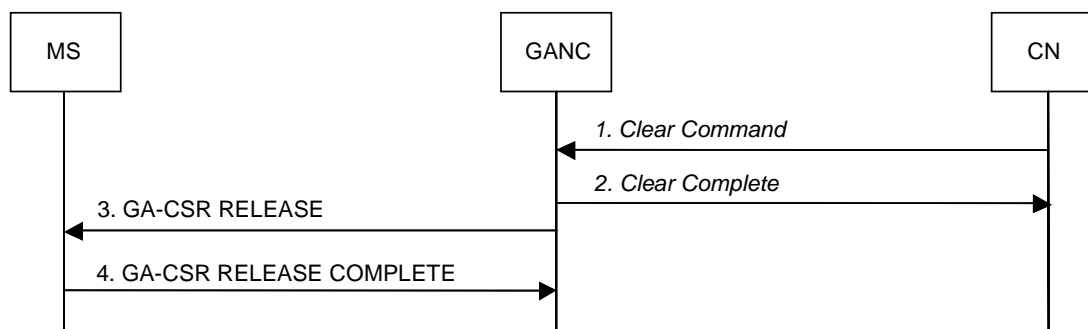 MS
GANC
CN
1. Clear Command
2. Clear Complete
3. GA-CSR RELEASE
4. GA-CSR RELEASE COMPLETE